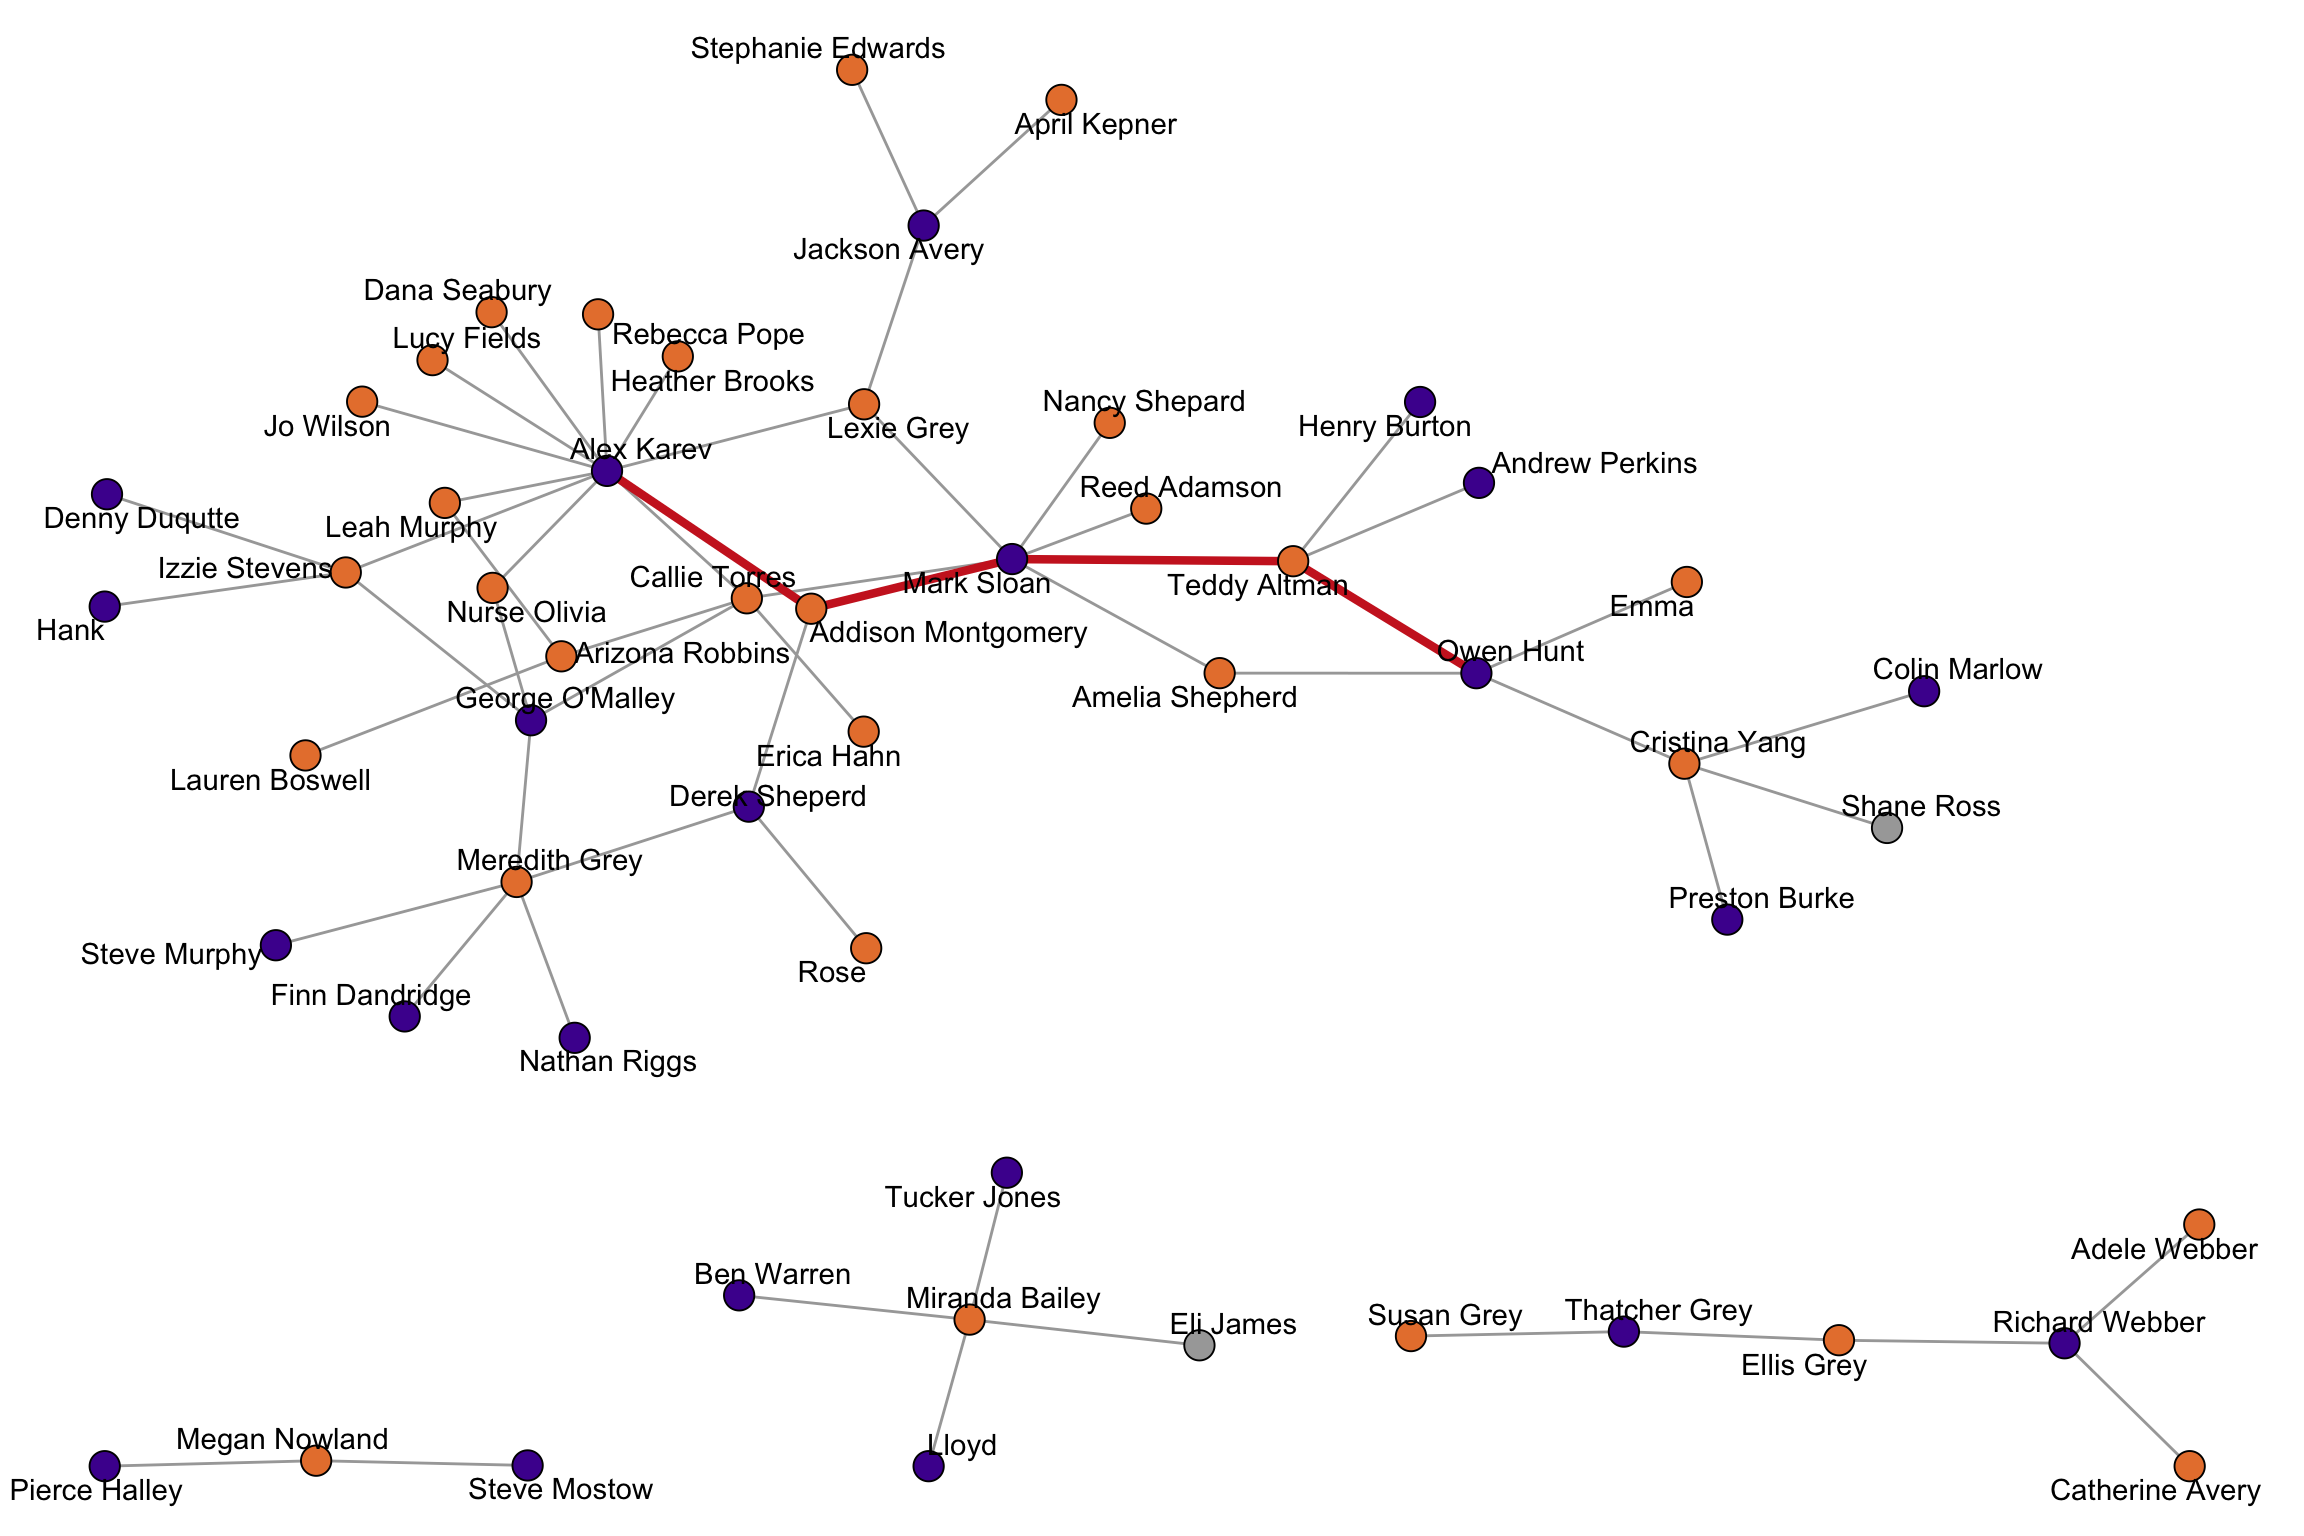 Stephanie Edwards
April Kepner
Jackson Avery
Dana Seabury
Rebecca Pope
Lucy Fields
Heather Brooks
Jo Wilson
Lexie Grey
Nancy Shepard
Henry Burton
Alex Karev
Andrew Perkins
Reed Adamson
Denny Duqutte
Leah Murphy
Izzie Stevens
Callie Torres
Mark Sloan
Teddy Altman
Emma
Nurse Olivia
Hank
Addison Montgomery
Arizona Robbins
Owen Hunt
Colin Marlow
George O'Malley
Amelia Shepherd
Cristina Yang
Erica Hahn
Lauren Boswell
Derek Sheperd
Shane Ross
Meredith Grey
Preston Burke
Steve Murphy
Rose
Finn Dandridge
Nathan Riggs
Tucker Jones
Adele Webber
Ben Warren
Miranda Bailey
Eli James
Susan Grey
Thatcher Grey
Richard Webber
Ellis Grey
Megan Nowland
Lloyd
Pierce Halley
Steve Mostow
Catherine Avery